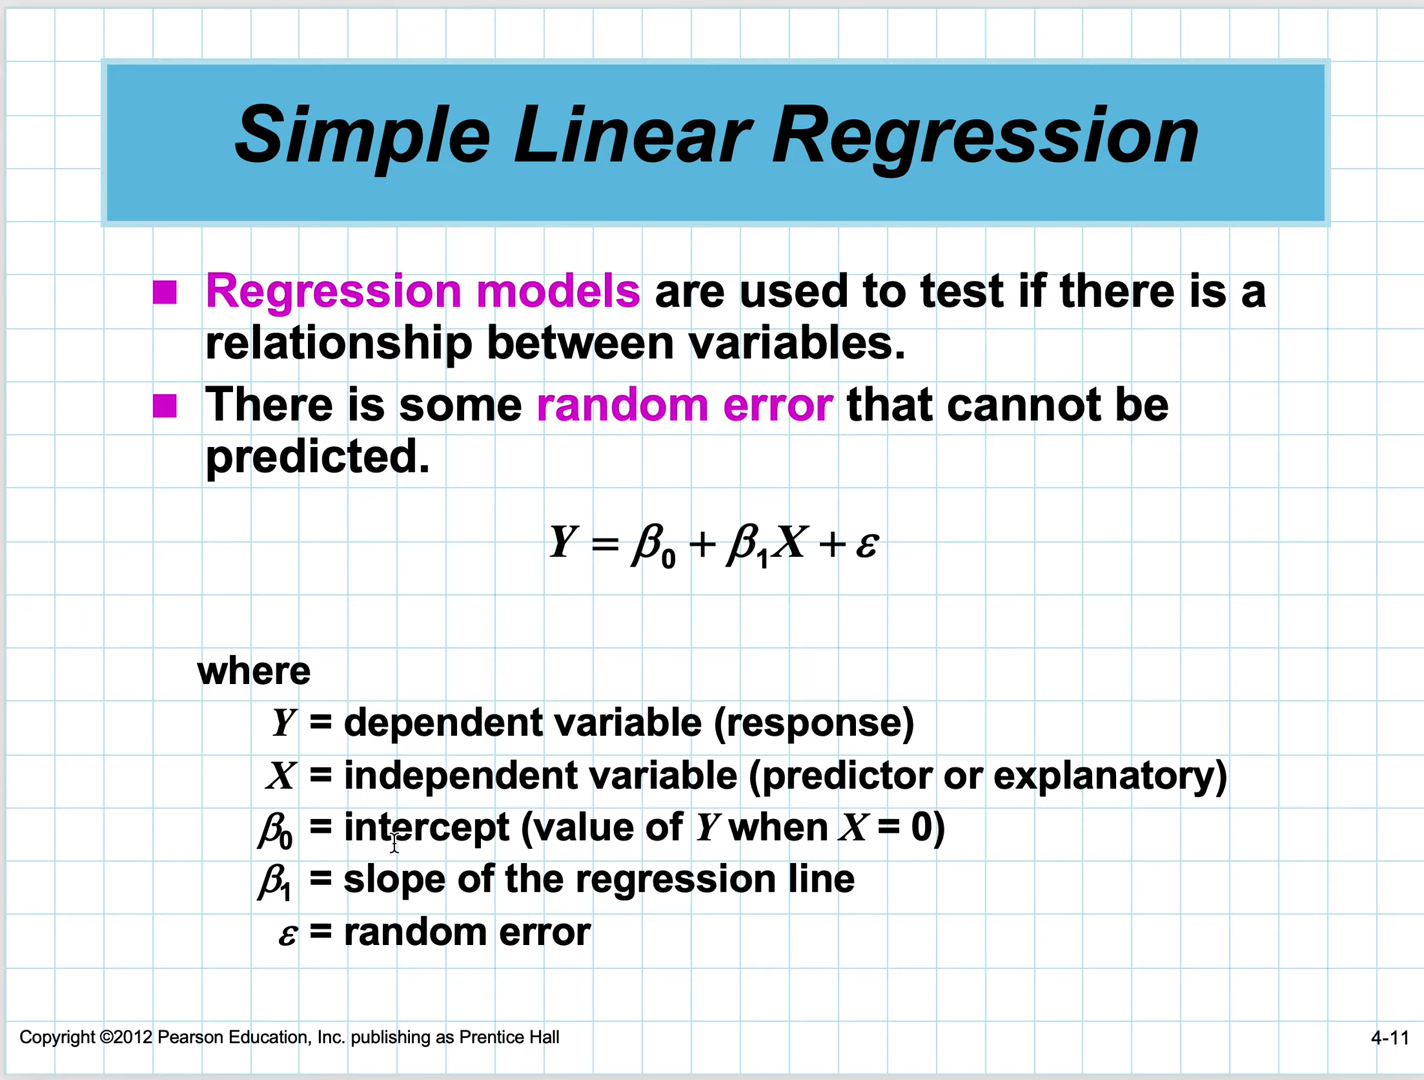 Simple Linear Regression
■ Regression models are used to test if there is a
relationship between variables.
■ There is some random error that cannot be
predicted.
Y = β₀ + β₁X + ε
where
Y = dependent variable (response)
X = independent variable (predictor or explanatory)
β₀ = intercept (value of Y when X = 0)
β₁ = slope of the regression line
ε = random error
Copyright ©2012 Pearson Education, Inc. publishing as Prentice Hall
4-11